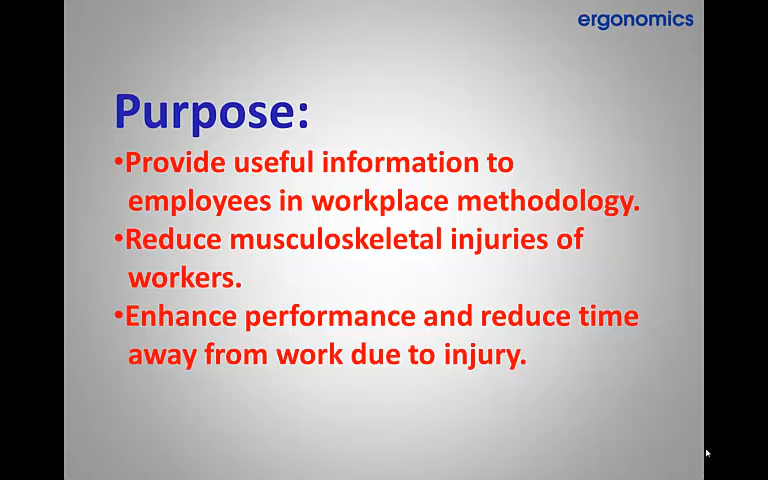 ergonomics
Purpose:
•Provide useful information to
employees in workplace methodology.
•Reduce musculoskeletal injuries of
workers.
•Enhance performance and reduce time
away from work due to injury.